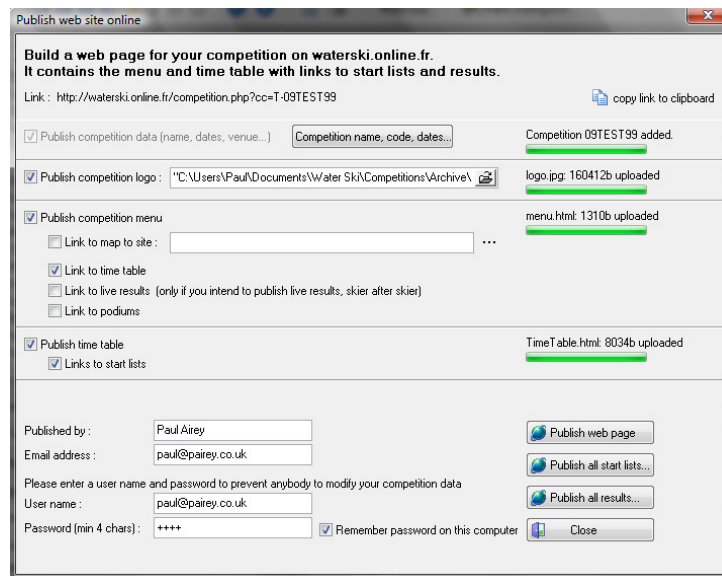 Publish web site online
Build a web page for your competition on waterski.online.fr.
It contains the menu and time table with links to start lists and results.
Link : http://waterski.online.fr/competition.php?cc=T-09TEST99
copy link to clipboard
Publish competition data (name, dates, venue...)
Competition name, code, dates...
Competition 09TEST99 added.
Publish competition logo :
"C:\Users\Paul\Documents\Water Ski\Competitions\Archive\
logo.jpg: 160412b uploaded
Publish competition menu
menu.html: 1310b uploaded
Link to map to site :
...
Link to time table
Link to live results (only if you intend to publish live results, skier after skier)
Link to podiums
Publish time table
TimeTable.html: 8034b uploaded
Links to start lists
Published by :
Paul Airey
Publish web page
Email address :
paul@pairey.co.uk
Publish all start lists...
Please enter a user name and password to prevent anybody to modify your competition data
User name :
paul@pairey.co.uk
Publish all results...
Password (min 4 chars) :
++++
Remember password on this computer
Close